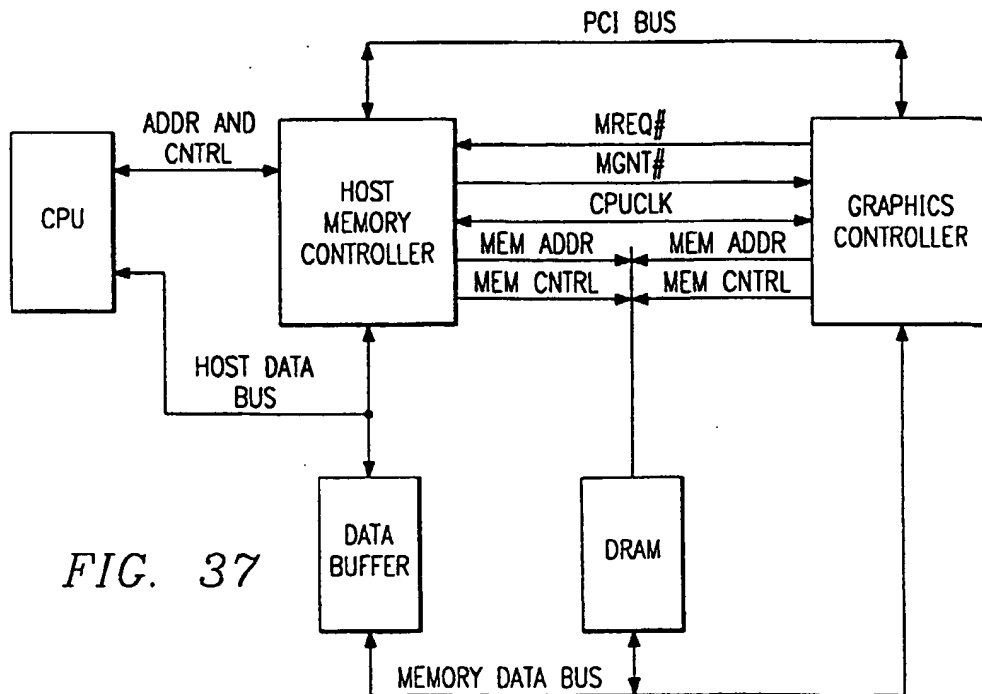 PCI BUS
ADDR AND
CNTRL
CPU
HOST
MEMORY
CONTROLLER
MREQ#
MGNT#
CPUCLK
MEM ADDR
MEM ADDR
MEM CNTRL
MEM CNTRL
GRAPHICS
CONTROLLER
HOST DATA
BUS
DATA
BUFFER
DRAM
FIG. 37
MEMORY DATA BUS